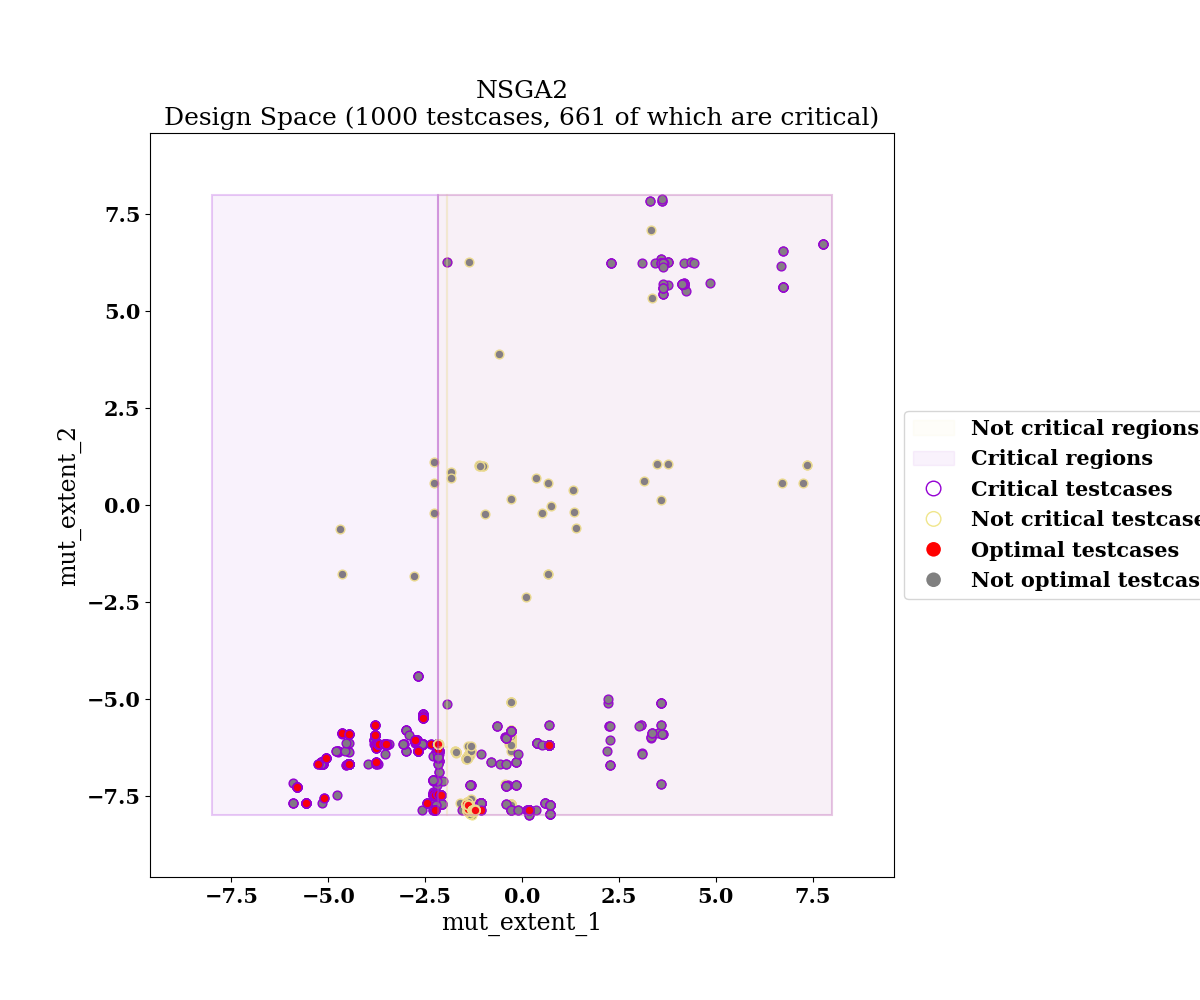 NSGA2
Design Space (1000 testcases, 661 of which are critical)
mut_extent_2
7.5
5.0
2.5
0.0
−2.5
−5.0
−7.5
−7.5
−5.0
−2.5
0.0
2.5
5.0
7.5
mut_extent_1
Not critical regions
Critical regions
Critical testcases
Not critical testcase
Optimal testcases
Not optimal testcas